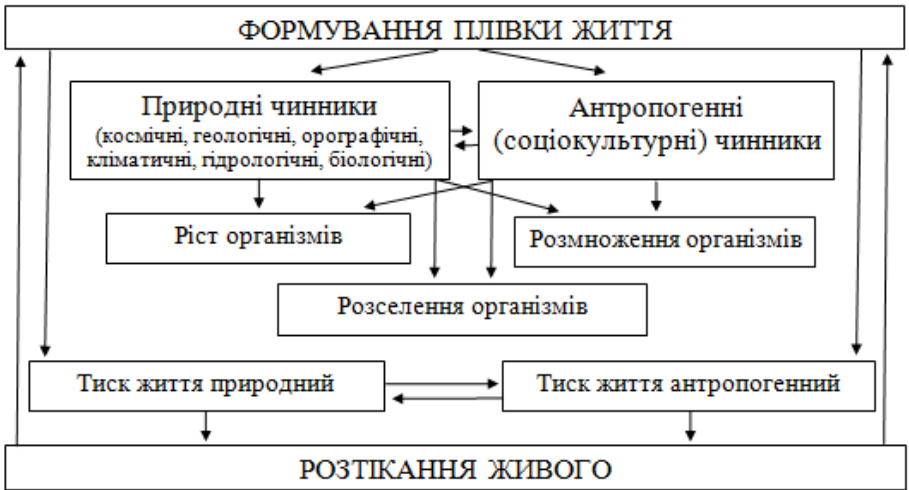 ФОРМУВАННЯ ПЛІВКИ ЖИТТЯ
Природні чинники
(космічні, геологічні, орографічні,
кліматичні, гідрологічні, біологічні)
Антропогенні
(соціокультурні) чинники
Ріст організмів
Розмноження організмів
Розселення організмів
Тиск життя природний
Тиск життя антропогенний
РОЗТІКАННЯ ЖИВОГО